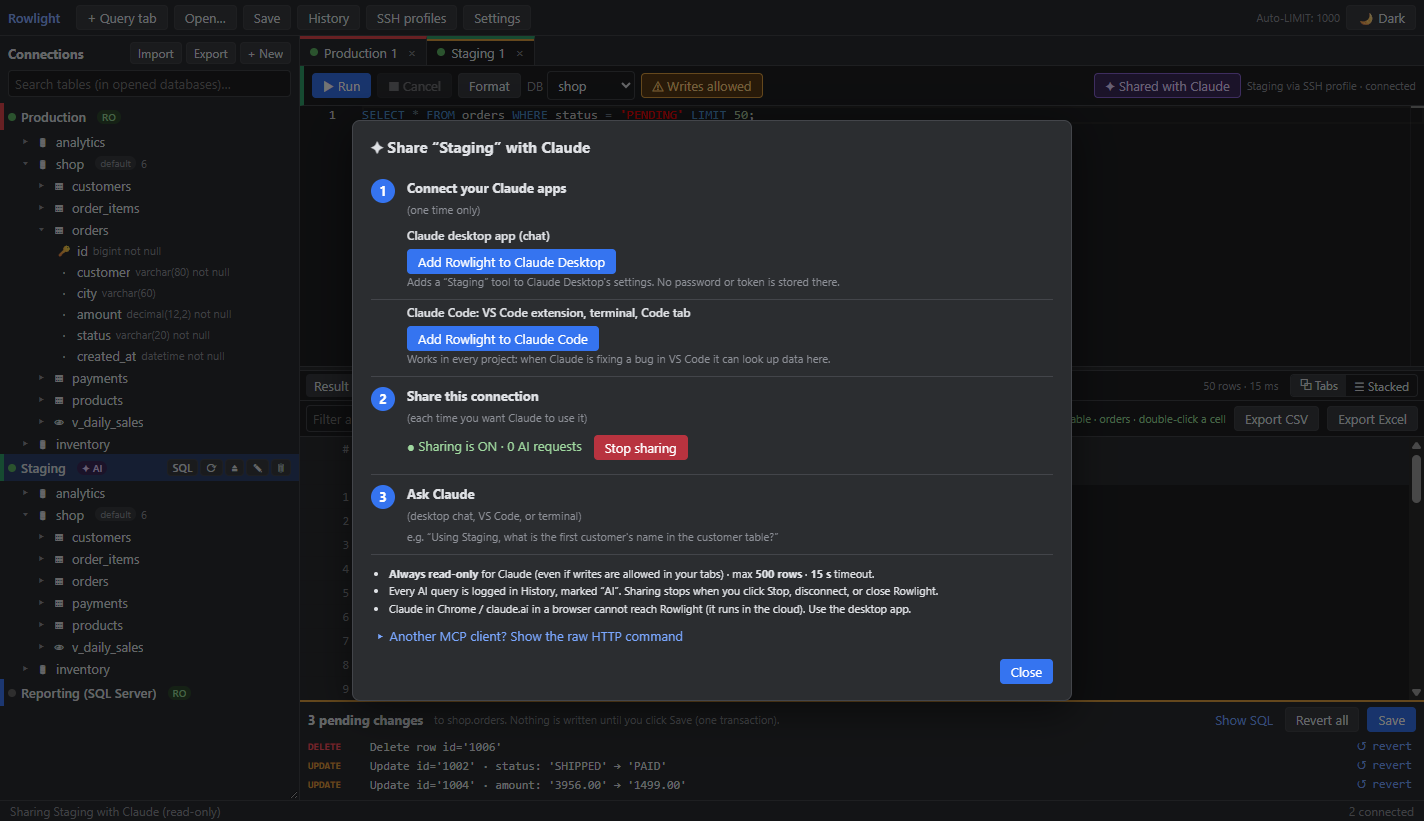 Rowlight
+ Query tab
Open...
Save
History
SSH profiles
Settings
Auto-LIMIT: 1000
Dark
Connections
Import
Export
+ New
Search tables (in opened databases)...
Production RO
analytics
shop default 6
customers
order_items
orders
id bigint not null
customer varchar(80) not null
city varchar(60)
amount decimal(12,2) not null
status varchar(20) not null
created_at datetime not null
payments
products
v_daily_sales
inventory
Staging ✦ AI SQL
analytics
shop default 6
customers
order_items
orders
payments
products
v_daily_sales
inventory
Reporting (SQL Server) RO
Production 1 ×
Staging 1 ×
▶ Run
Cancel
Format
DB shop
⚠ Writes allowed
✦ Shared with Claude
Staging via SSH profile · connected
1 SELECT * FROM orders WHERE status = 'PENDING' LIMIT 50;
✦ Share “Staging” with Claude
1 Connect your Claude apps
(one time only)
Claude desktop app (chat)
Add Rowlight to Claude Desktop
Adds a “Staging” tool to Claude Desktop's settings. No password or token is stored there.
Claude Code: VS Code extension, terminal, Code tab
Add Rowlight to Claude Code
Works in every project: when Claude is fixing a bug in VS Code it can look up data here.
2 Share this connection
(each time you want Claude to use it)
● Sharing is ON · 0 AI requests
Stop sharing
3 Ask Claude
(desktop chat, VS Code, or terminal)
e.g. “Using Staging, what is the first customer's name in the customer table?”
• Always read-only for Claude (even if writes are allowed in your tabs) · max 500 rows · 15 s timeout.
• Every AI query is logged in History, marked “AI”. Sharing stops when you click Stop, disconnect, or close Rowlight.
• Claude in Chrome / claude.ai in a browser cannot reach Rowlight (it runs in the cloud). Use the desktop app.
▸ Another MCP client? Show the raw HTTP command
Close
Result
50 rows · 15 ms
Tabs
☰ Stacked
Filter a
able · orders · double-click a cell
Export CSV
Export Excel
#
1
2
3
4
5
6
7
8
9
3 pending changes to shop.orders. Nothing is written until you click Save (one transaction).
Show SQL
Revert all
Save
DELETE Delete row id='1006' ↺ revert
UPDATE Update id='1002' · status: 'SHIPPED' → 'PAID' ↺ revert
UPDATE Update id='1004' · amount: '3956.00' → '1499.00' ↺ revert
Sharing Staging with Claude (read-only)
2 connected